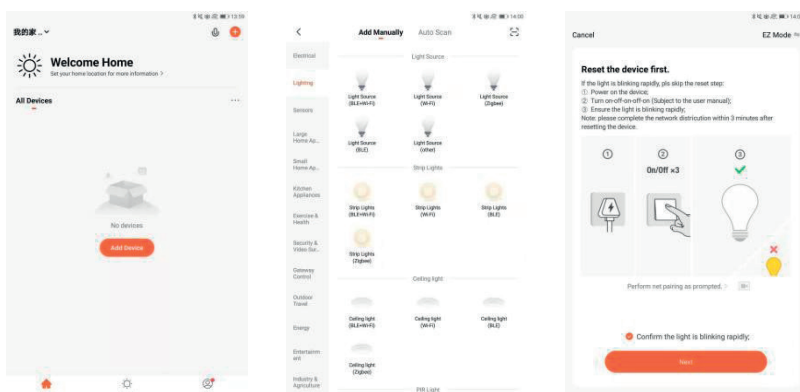 13:59
我的家 ..
Welcome Home
Set your home location for more information >
All Devices
No devices
Add Device
14:00
Add Manually
Auto Scan
Electrical
Lighting
Sensors
Large
Home Ap..
Small
Home Ap..
Kitchen
Appliances
Exercise &
Health
Security &
Video Sur..
Gateway
Control
Outdoor
Travel
Energy
Entertainm
ent
Industry &
Agriculture
Light Source
Light Source
(BLE+Wi-Fi)
Light Source
(Wi-Fi)
Light Source
(Zigbee)
Light Source
(BLE)
Light Source
(other)
Strip Lights
Strip Lights
(BLE+Wi-Fi)
Strip Lights
(Wi-Fi)
Strip Lights
(BLE)
Strip Lights
(Zigbee)
Ceiling light
Ceiling light
(BLE+Wi-Fi)
Ceiling light
(Wi-Fi)
Ceiling light
(BLE)
Ceiling light
(Zigbee)
PIR Light
Cancel
EZ Mode
Reset the device first.
If the light is blinking rapidly, pls skip the reset step:
① Power on the device;
② Turn on-off-on-off-on (Subject to the user manual);
③ Ensure the light is blinking rapidly;
Note: please complete the network districution within 3 minutes after
resetting the device.
①
②
On/Off ×3
③
Perform net pairing as prompted. >
Confirm the light is blinking rapidly;
Next